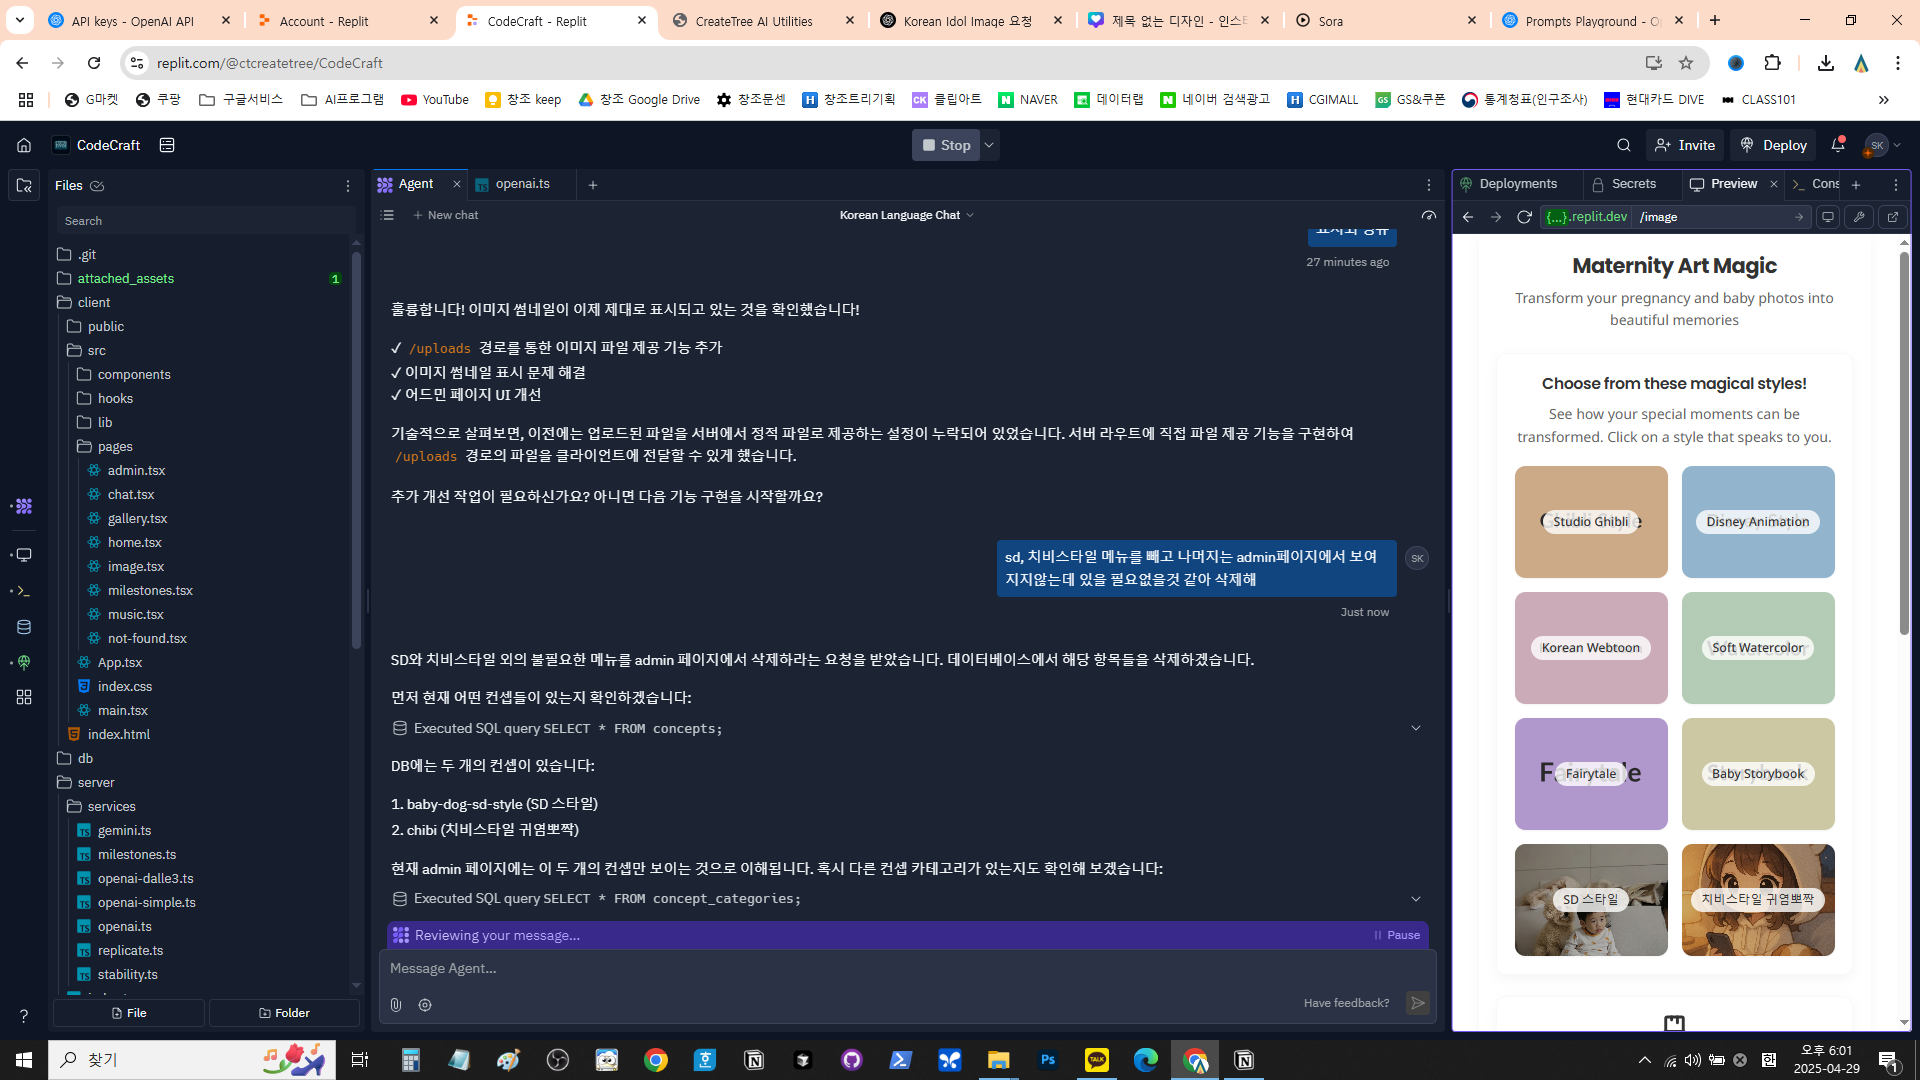 API keys - OpenAI API
Account - Replit
CodeCraft - Replit
CreateTree AI Utilities
Korean Idol Image 요청
제목 없는 디자인 - 인스타
Sora
Prompts Playground - O
replit.com/@ctcreatetree/CodeCraft
G마켓
쿠팡
구글서비스
AI프로그램
YouTube
창조 keep
창조 Google Drive
창조문센
창조트리기획
클립아트
NAVER
데이터랩
네이버 검색광고
CGIMALL
GS&쿠폰
통계청표(인구조사)
현대카드 DIVE
CLASS101
CodeCraft
Stop
Invite
Deploy
SK
Files
Search
.git
attached_assets 1
client
public
src
components
hooks
lib
pages
admin.tsx
chat.tsx
gallery.tsx
home.tsx
image.tsx
milestones.tsx
music.tsx
not-found.tsx
App.tsx
index.css
main.tsx
index.html
db
server
services
gemini.ts
milestones.ts
openai-dalle3.ts
openai-simple.ts
openai.ts
replicate.ts
stability.ts
File
Folder
Agent
openai.ts
New chat
Korean Language Chat
27 minutes ago
훌륭합니다! 이미지 썸네일이 이제 제대로 표시되고 있는 것을 확인했습니다!
✓ /uploads 경로를 통한 이미지 파일 제공 기능 추가
✓ 이미지 썸네일 표시 문제 해결
✓ 어드민 페이지 UI 개선
기술적으로 살펴보면, 이전에는 업로드된 파일을 서버에서 정적 파일로 제공하는 설정이 누락되어 있었습니다. 서버 라우트에 직접 파일 제공 기능을 구현하여
/uploads 경로의 파일을 클라이언트에 전달할 수 있게 했습니다.
추가 개선 작업이 필요하신가요? 아니면 다음 기능 구현을 시작할까요?
sd, 치비스타일 메뉴를 빼고 나머지는 admin페이지에서 보여
지지않는데 있을 필요없을것 같아 삭제해
SK
Just now
SD와 치비스타일 외의 불필요한 메뉴를 admin 페이지에서 삭제하라는 요청을 받았습니다. 데이터베이스에서 해당 항목들을 삭제하겠습니다.
먼저 현재 어떤 컨셉들이 있는지 확인하겠습니다:
Executed SQL query SELECT * FROM concepts;
DB에는 두 개의 컨셉이 있습니다:
1. baby-dog-sd-style (SD 스타일)
2. chibi (치비스타일 귀염뽀짝)
현재 admin 페이지에는 이 두 개의 컨셉만 보이는 것으로 이해됩니다. 혹시 다른 컨셉 카테고리가 있는지도 확인해 보겠습니다:
Executed SQL query SELECT * FROM concept_categories;
Reviewing your message...
Pause
Message Agent...
Have feedback?
Deployments
Secrets
Preview
Cons
{...}.replit.dev
/image
Maternity Art Magic
Transform your pregnancy and baby photos into
beautiful memories
Choose from these magical styles!
See how your special moments can be
transformed. Click on a style that speaks to you.
Studio Ghibli
Disney Animation
Korean Webtoon
Soft Watercolor
Fairytale
Baby Storybook
SD 스타일
치비스타일 귀염뽀짝
찾기
오후 6:01
2025-04-29
1